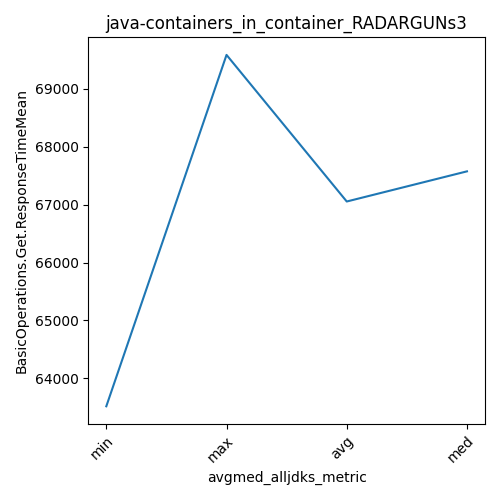 java-containers_in_container_RADARGUNs3
BasicOperations.Get.ResponseTimeMean
69000
68000
67000
66000
65000
64000
min
max
avg
med
avgmed_alljdks_metric